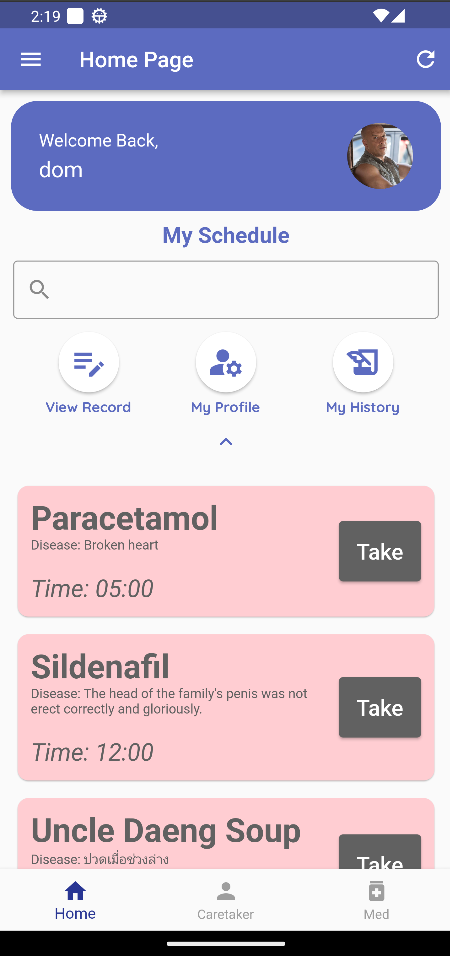 2:19
Home Page
Welcome Back,
dom
My Schedule
View Record
My Profile
My History
Paracetamol
Disease: Broken heart
Time: 05:00
Take
Sildenafil
Disease: The head of the family's penis was not
erect correctly and gloriously.
Time: 12:00
Take
Uncle Daeng Soup
Disease: ปวดเมื่อช่วงล่าง
Take
Home
Caretaker
Med